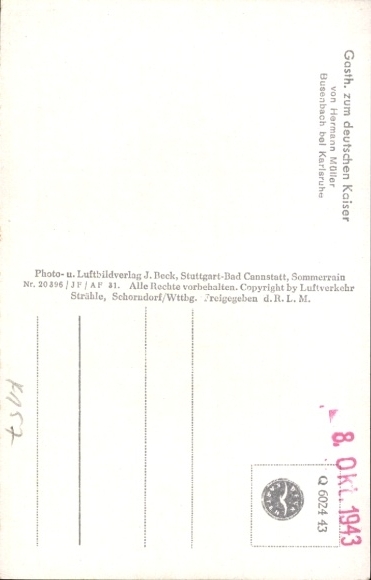 Gasth. zum deutschen Kaiser
von Hermann Müller
Busenbach bei Karlsruhe
Photo- u. Luftbildverlag J. Beck, Stuttgart-Bad Cannstatt, Sommerrain
Nr. 20896 / JF / AF 31. Alle Rechte vorbehalten. Copyright by Luftverkehr
Strähle, Schorndorf/Wttbg. Freigegeben d. R. L. M.
8. Okt. 1943
Q 6024 43